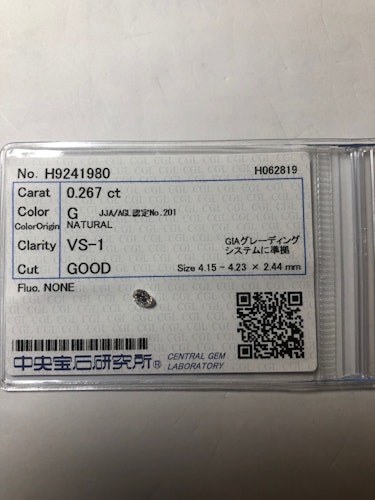 No. H9241980 H062819
Carat 0.267 ct
Color G JJA/AGL認定No.201
ColorOrigin NATURAL
Clarity VS-1 GIAグレーディング
システムに準拠
Cut GOOD Size 4.15 - 4.23 × 2.44 mm
Fluo. NONE
中央宝石研究所® CENTRAL GEM
LABORATORY